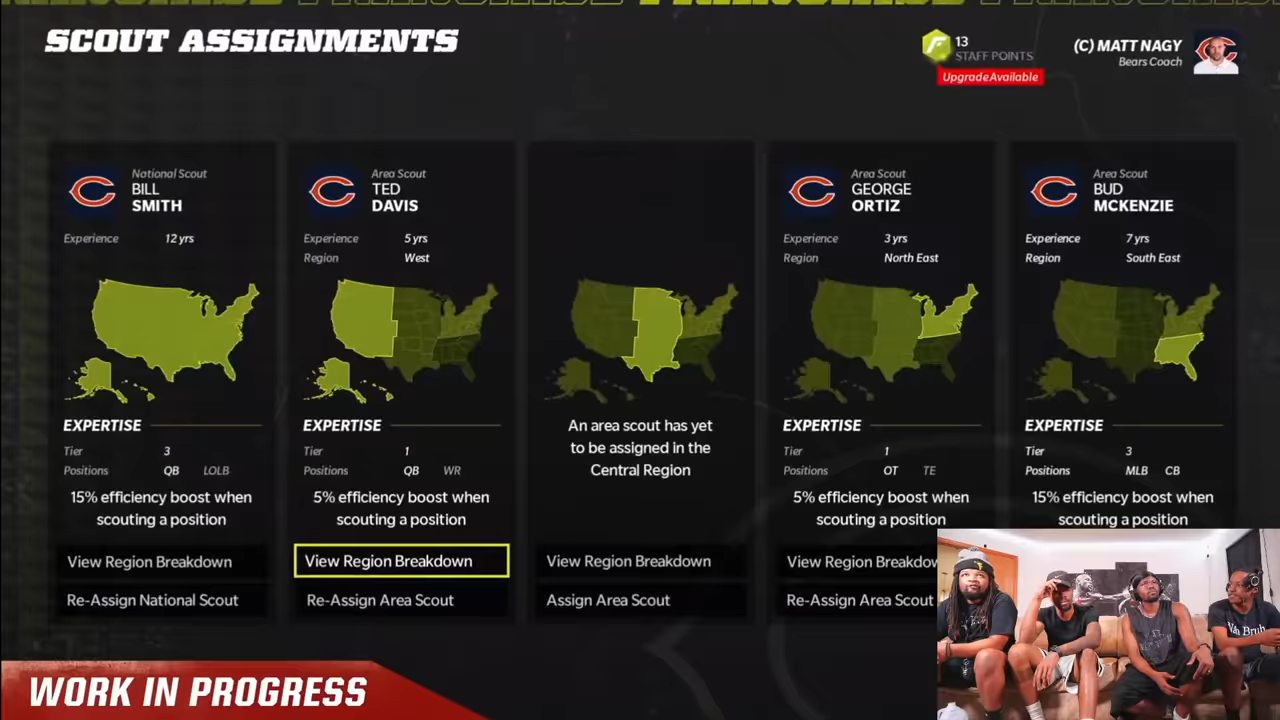 SCOUT ASSIGNMENTS
13
STAFF POINTS
Upgrade Available
(C) MATT NAGY
Bears Coach
National Scout
BILL
SMITH
Experience 12 yrs
EXPERTISE
Tier 3
Positions QB LOLB
15% efficiency boost when
scouting a position
View Region Breakdown
Re-Assign National Scout
Area Scout
TED
DAVIS
Experience 5 yrs
Region West
EXPERTISE
Tier 1
Positions QB WR
5% efficiency boost when
scouting a position
View Region Breakdown
Re-Assign Area Scout
An area scout has yet
to be assigned in the
Central Region
View Region Breakdown
Assign Area Scout
Area Scout
GEORGE
ORTIZ
Experience 3 yrs
Region North East
EXPERTISE
Tier 1
Positions OT TE
5% efficiency boost when
scouting a position
View Region Breakdow
Re-Assign Area Scout
Area Scout
BUD
MCKENZIE
Experience 7 yrs
Region South East
EXPERTISE
Tier 3
Positions MLB CB
15% efficiency boost when
scouting a position
WORK IN PROGRESS